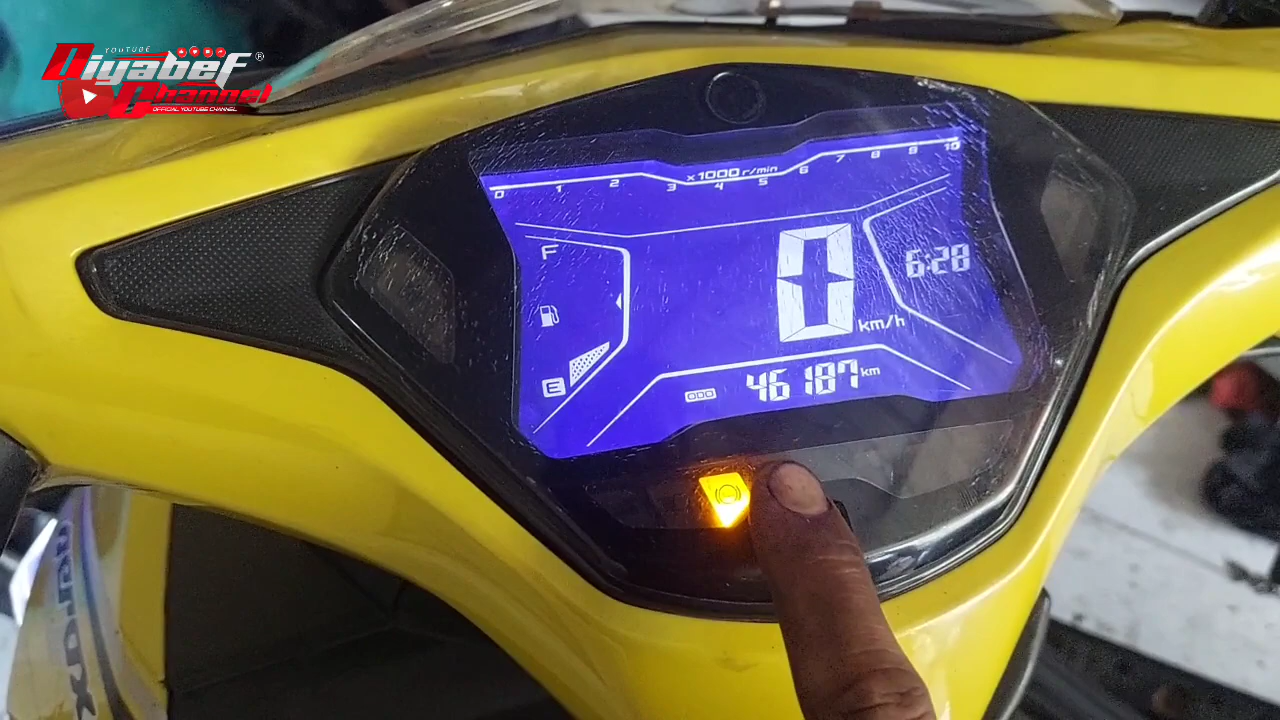 YOUTUBE
Diyabef®
Channel
OFFICIAL YOUTUBE CHANNEL
x1000 r/min
0 1 2 3 4 5 6 7 8 9 10
F
6:28
0
km/h
E
ODO 46187 km